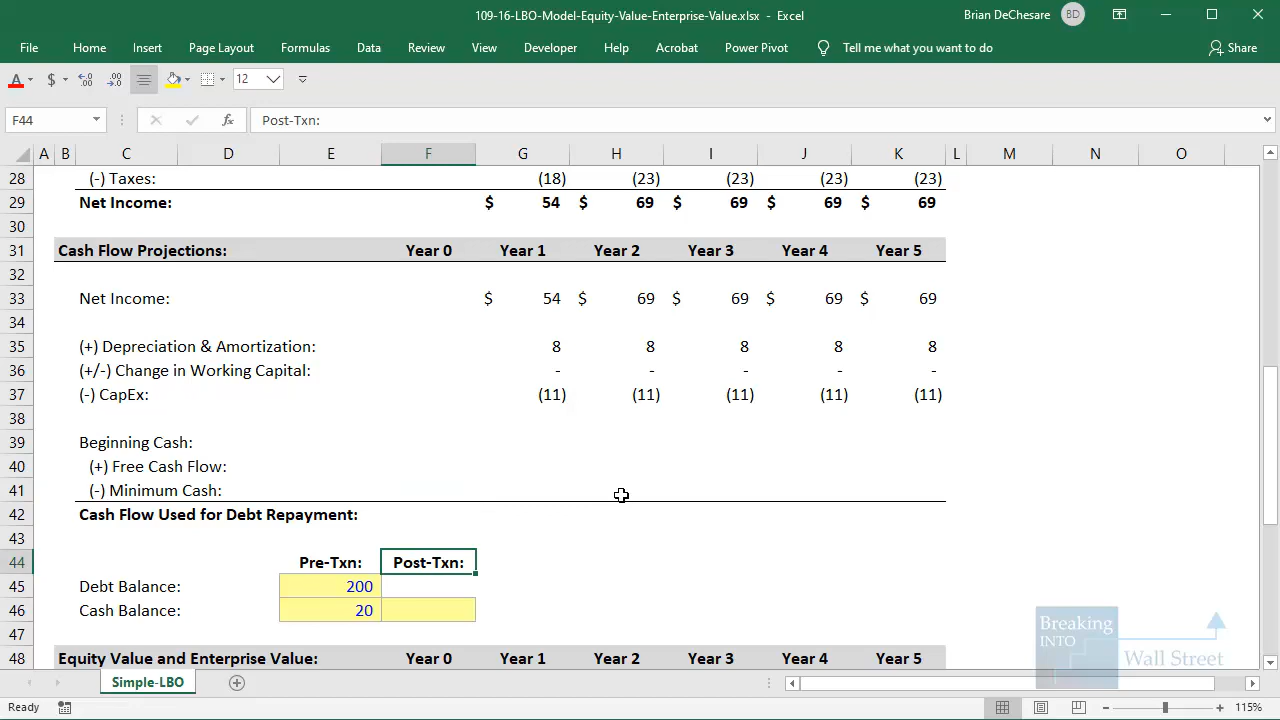 109-16-LBO-Model-Equity-Value-Enterprise-Value.xlsx - Excel Brian DeChesare BD
File Home Insert Page Layout Formulas Data Review View Developer Help Acrobat Power Pivot Tell me what you want to do Share
A $ .00 12
F44 fx Post-Txn:
A B C D E F G H I J K L M N O
28 (-) Taxes: (18) (23) (23) (23) (23)
29 Net Income: $ 54 $ 69 $ 69 $ 69 $ 69
30
31 Cash Flow Projections: Year 0 Year 1 Year 2 Year 3 Year 4 Year 5
32
33 Net Income: $ 54 $ 69 $ 69 $ 69 $ 69
34
35 (+) Depreciation & Amortization: 8 8 8 8 8
36 (+/-) Change in Working Capital: - - - - -
37 (-) CapEx: (11) (11) (11) (11) (11)
38
39 Beginning Cash:
40 (+) Free Cash Flow:
41 (-) Minimum Cash:
42 Cash Flow Used for Debt Repayment:
43
44 Pre-Txn: Post-Txn:
45 Debt Balance: 200
46 Cash Balance: 20
47
48 Equity Value and Enterprise Value: Year 0 Year 1 Year 2 Year 3 Year 4 Year 5
Breaking
INTO
Wall Street
Simple-LBO
Ready 115%